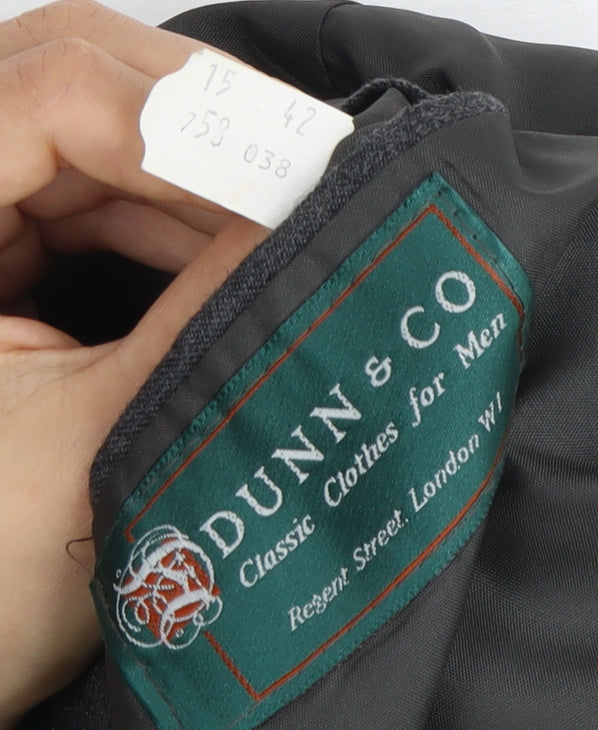 15 42
758 038
DUNN & CO
Classic Clothes for Men
Regent Street, London W1